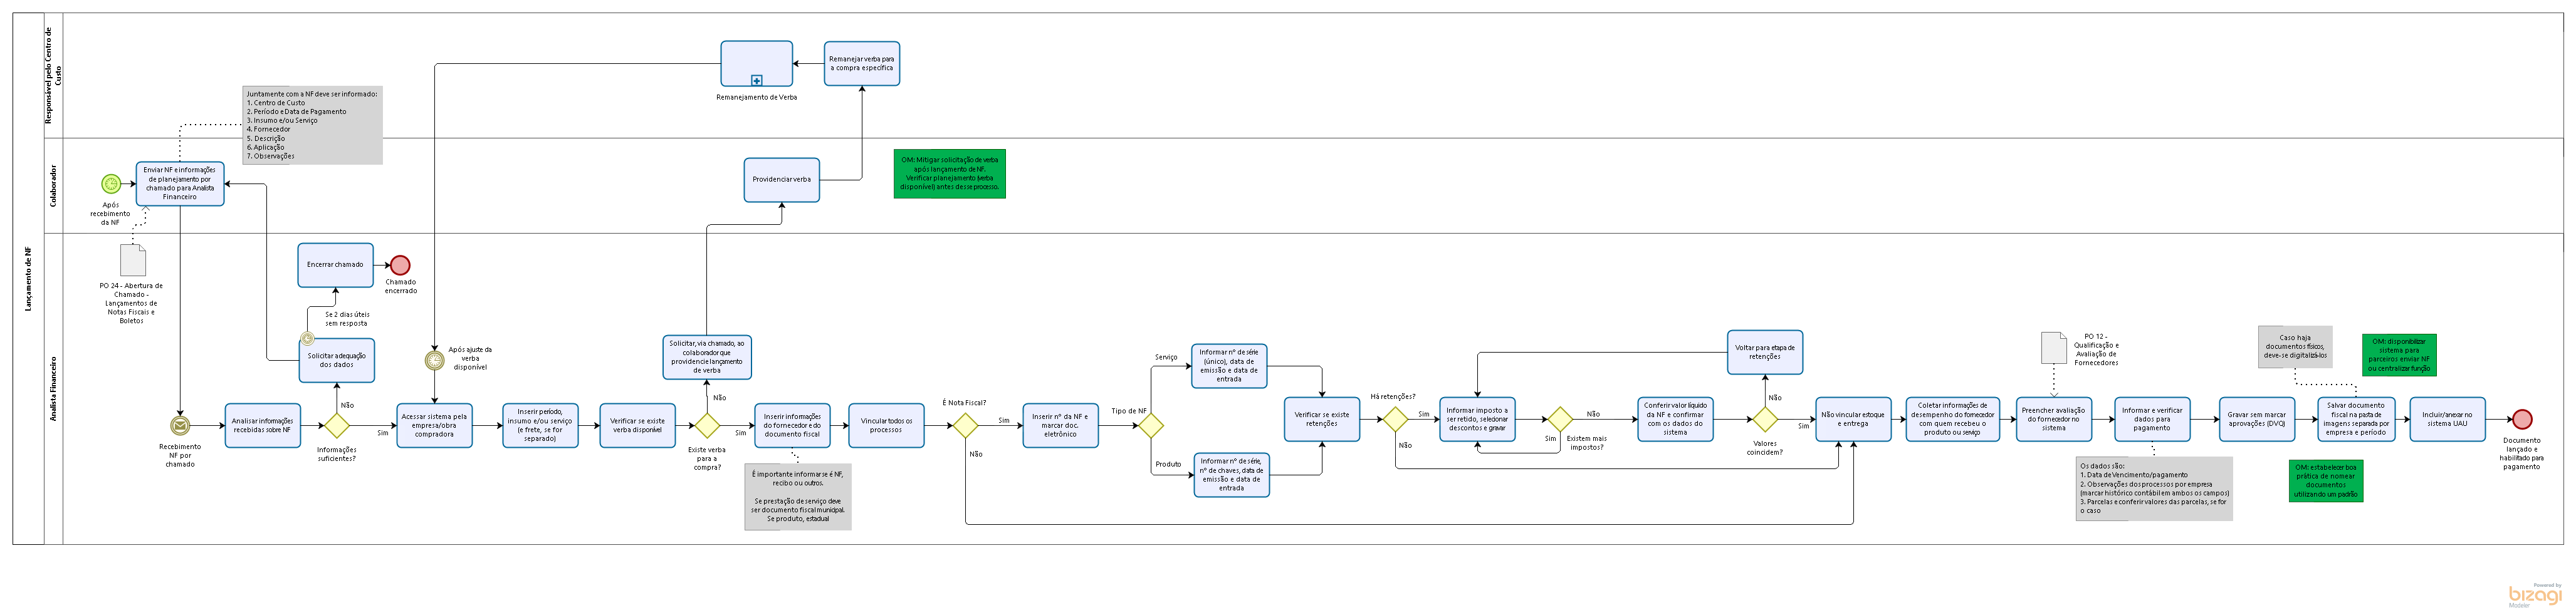 Lançamento de NF
Responsável pelo Centro de
Custo
Colaborador
Analista Financeiro
Remanejamento de Verba
Remanejar verba para
a compra específica
Juntamente com a NF deve ser informado:
1. Centro de Custo
2. Período e Data de Pagamento
3. Insumo e/ou Serviço
4. Fornecedor
5. Descrição
6. Aplicação
7. Observações
Após
recebimento
da NF
Enviar NF e informações
de planejamento por
chamado para Analista
Financeiro
Providenciar verba
OM: Mitigar solicitação de verba
após lançamento de NF.
Verificar planejamento (verba
disponível) antes desse processo.
PO 24 - Abertura de
Chamado -
Lançamentos de
Notas Fiscais e
Boletos
Encerrar chamado
Chamado
encerrado
Se 2 dias úteis
sem resposta
Solicitar adequação
dos dados
Não
Recebimento
NF por
chamado
Analisar informações
recebidas sobre NF
Informações
suficientes?
Sim
Após ajuste da
verba
disponível
Acessar sistema pela
empresa/obra
compradora
Inserir período,
insumo e/ou serviço
(e frete, se for
separado)
Verificar se existe
verba disponível
Solicitar, via chamado, ao
colaborador que
providencie lançamento
de verba
Não
Existe verba
para a
compra?
Sim
Inserir informações
do fornecedor e do
documento fiscal
É importante informar se é NF,
recibo ou outros.
Se prestação de serviço deve
ser documento fiscal municipal.
Se produto, estadual
Vincular todos os
processos
É Nota Fiscal?
Sim
Não
Inserir nº da NF e
marcar doc.
eletrônico
Tipo de NF
Serviço
Informar nº de série
(único), data de
emissão e data de
entrada
Produto
Informar nº de série,
nº de chaves, data de
emissão e data de
entrada
Verificar se existe
retenções
Há retenções?
Sim
Não
Informar imposto a
ser retido, selecionar
descontos e gravar
Não
Sim
Existem mais
impostos?
Conferir valor líquido
da NF e confirmar
com os dados do
sistema
Voltar para etapa de
retenções
Não
Valores
coincidem?
Sim
Não vincular estoque
e entrega
Coletar informações de
desempenho do fornecedor
com quem recebeu o
produto ou serviço
PO 12 -
Qualificação e
Avaliação de
Fornecedores
Preencher avaliação
do fornecedor no
sistema
Informar e verificar
dados para
pagamento
Os dados são:
1. Data de Vencimento/pagamento
2. Observações dos processos por empresa
(marcar histórico contábil em ambos os campos)
3. Parcelas e conferir valores das parcelas, se for
o caso
Gravar sem marcar
aprovações (DVQ)
Caso haja
documentos físicos,
deve-se digitalizá-los
OM: disponibilizar
sistema para
parceiros enviar NF
ou centralizar função
Salvar documento
fiscal na pasta de
imagens separada por
empresa e período
OM: estabelecer boa
prática de nomear
documentos
utilizando um padrão
Incluir/anexar no
sistema UAU
Documento
lançado e
habilitado para
pagamento
Powered by
bizagi
Modeler